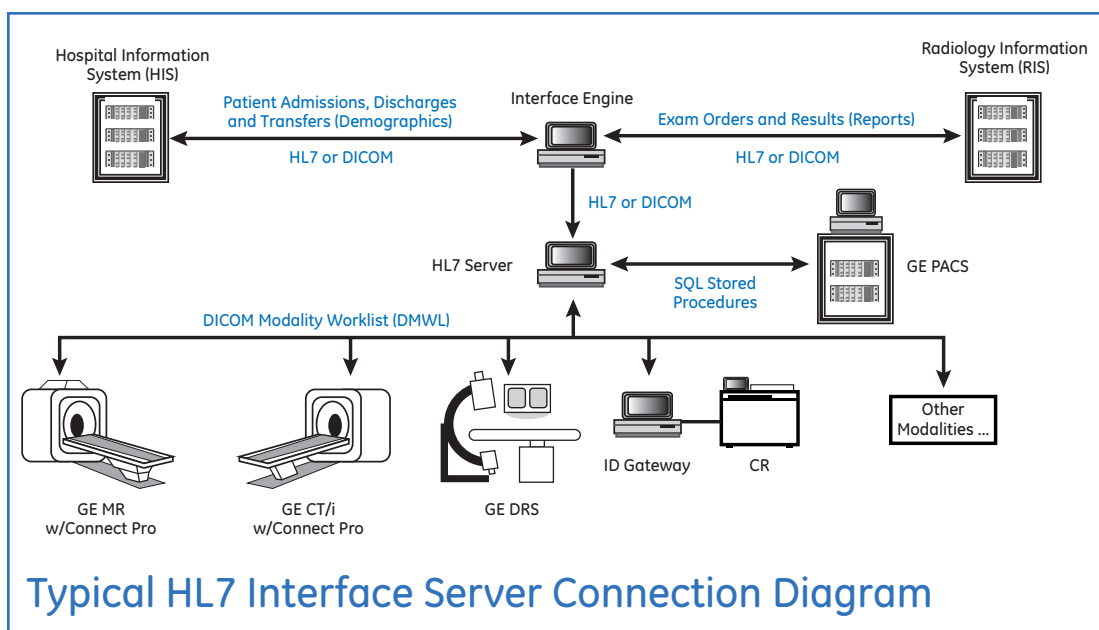 Hospital Information
System (HIS)
Radiology Information
System (RIS)
Patient Admissions, Discharges
and Transfers (Demographics)
HL7 or DICOM
Interface Engine
Exam Orders and Results (Reports)
HL7 or DICOM
HL7 or DICOM
HL7 Server
SQL Stored
Procedures
GE PACS
DICOM Modality Worklist (DMWL)
GE MR
w/Connect Pro
GE CT/i
w/Connect Pro
GE DRS
ID Gateway
CR
Other
Modalities ...
Typical HL7 Interface Server Connection Diagram